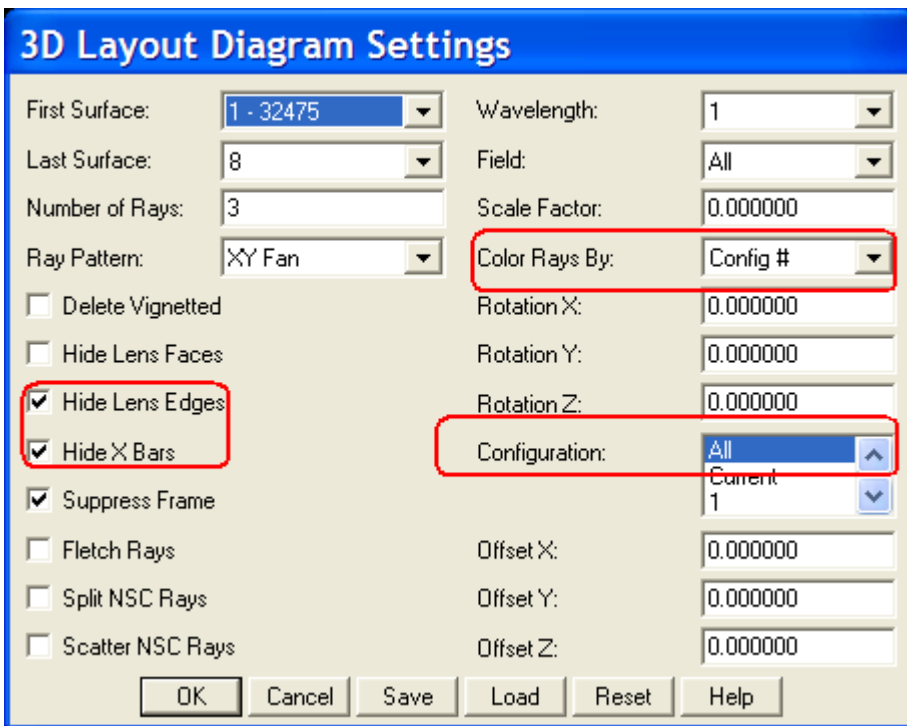 3D Layout Diagram Settings
First Surface: 1 - 32475 Wavelength: 1
Last Surface: 8 Field: All
Number of Rays: 3 Scale Factor: 0.000000
Ray Pattern: XY Fan Color Rays By: Config #
Delete Vignetted Rotation X: 0.000000
Hide Lens Faces Rotation Y: 0.000000
Hide Lens Edges Rotation Z: 0.000000
Hide X Bars Configuration: All
Current
Suppress Frame 1
Fletch Rays Offset X: 0.000000
Split NSC Rays Offset Y: 0.000000
Scatter NSC Rays Offset Z: 0.000000
OK Cancel Save Load Reset Help